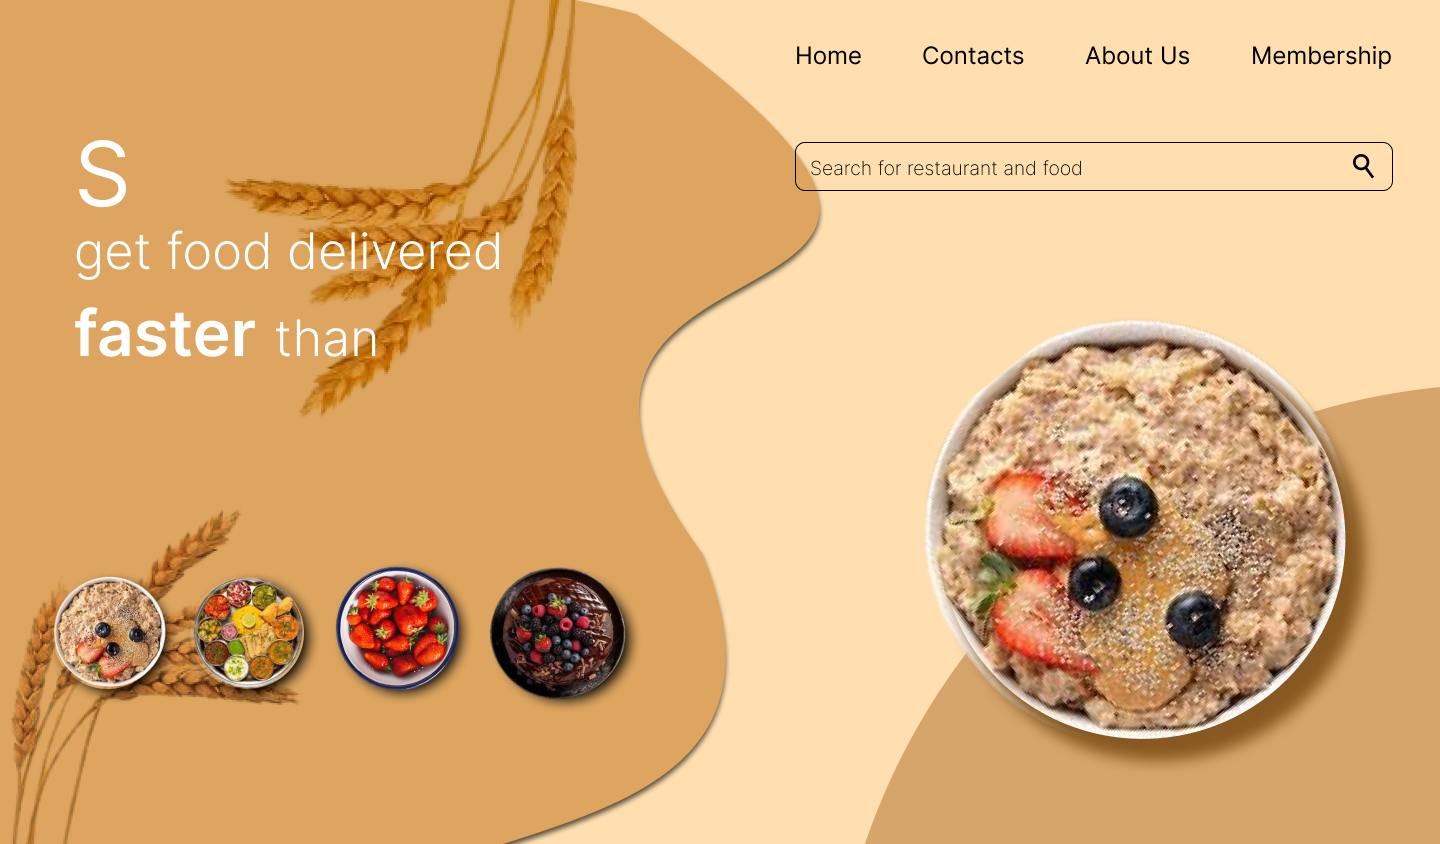 Home Contacts About Us Membership
Search for restaurant and food
S
get food delivered
faster than